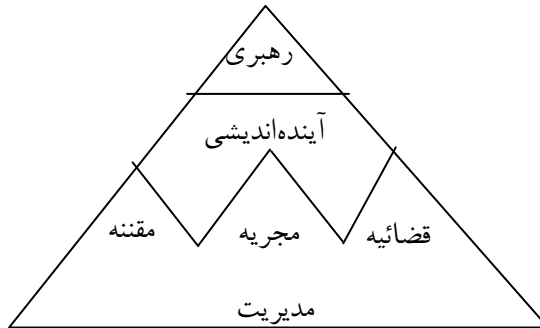 رهبری
آینده‌اندیشی
قضائیه مجریه مقننه
مدیریت